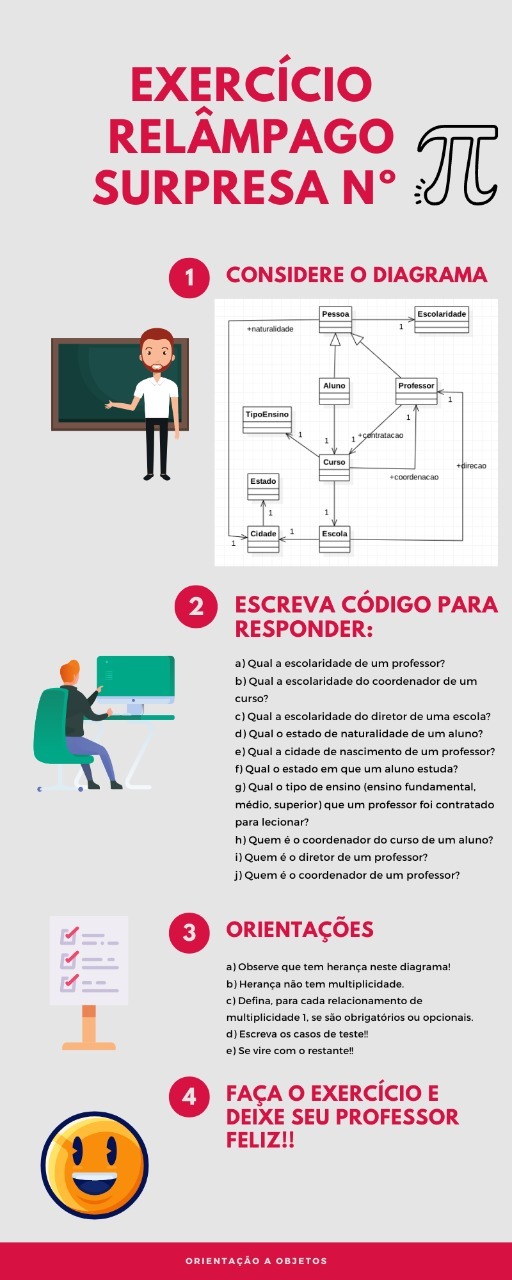 EXERCÍCIO
RELÂMPAGO
SURPRESA Nº π
1 CONSIDERE O DIAGRAMA
Pessoa
Escolaridade
+naturalidade
1
Aluno
Professor
1
TipoEnsino
1
1
1
1
+contratacao
Curso
+direcao
+coordenacao
Estado
1
1
1
Cidade
Escola
1
2 ESCREVA CÓDIGO PARA
RESPONDER:
a) Qual a escolaridade de um professor?
b) Qual a escolaridade do coordenador de um
curso?
c) Qual a escolaridade do diretor de uma escola?
d) Qual o estado de naturalidade de um aluno?
e) Qual a cidade de nascimento de um professor?
f) Qual o estado em que um aluno estuda?
g) Qual o tipo de ensino (ensino fundamental,
médio, superior) que um professor foi contratado
para lecionar?
h) Quem é o coordenador do curso de um aluno?
i) Quem é o diretor de um professor?
j) Quem é o coordenador de um professor?
3 ORIENTAÇÕES
a) Observe que tem herança neste diagrama!
b) Herança não tem multiplicidade.
c) Defina, para cada relacionamento de
multiplicidade 1, se são obrigatórios ou opcionais.
d) Escreva os casos de teste!!
e) Se vire com o restante!!
4 FAÇA O EXERCÍCIO E
DEIXE SEU PROFESSOR
FELIZ!!
ORIENTAÇÃO A OBJETOS